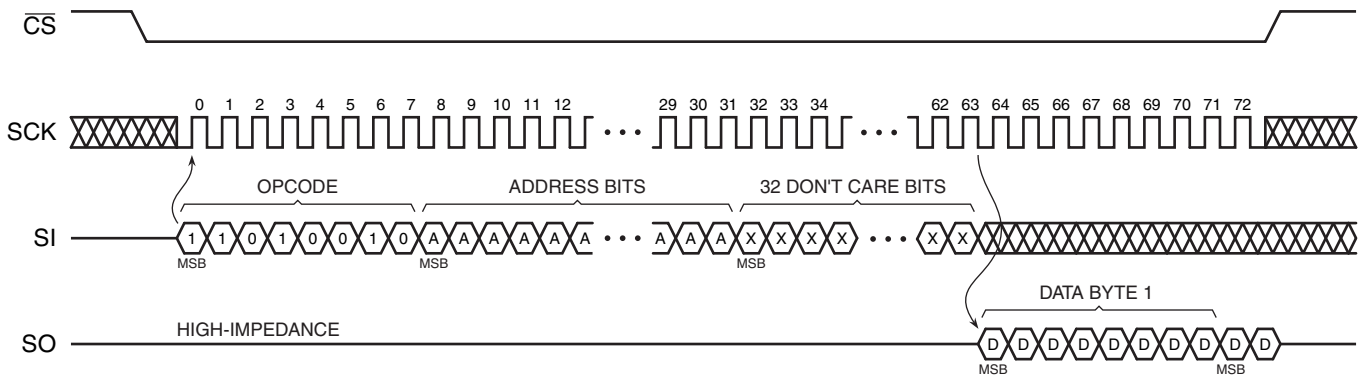 CS
0 1 2 3 4 5 6 7 8 9 10 11 12 29 30 31 32 33 34 62 63 64 65 66 67 68 69 70 71 72
SCK
OPCODE ADDRESS BITS 32 DON'T CARE BITS
SI 1 1 0 1 0 0 1 0 A A A A A A A A A X X X X X X
MSB MSB MSB
DATA BYTE 1
HIGH-IMPEDANCE
SO D D D D D D D D D D
MSB MSB